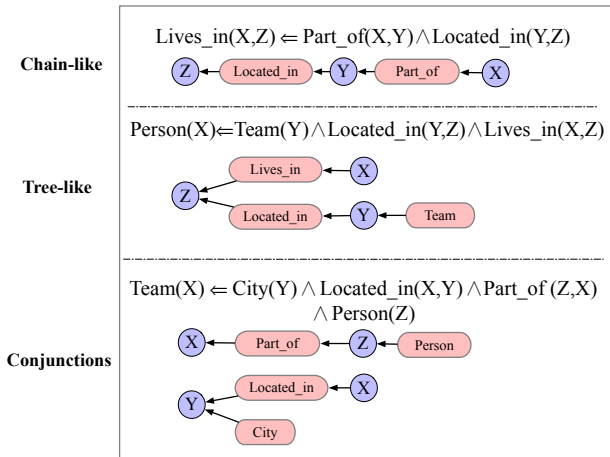 Chain-like
Lives_in(X,Z) ⇐ Part_of(X,Y) ∧ Located_in(Y,Z)
Z Located_in Y Part_of X
Tree-like
Person(X)⇐Team(Y) ∧ Located_in(Y,Z) ∧ Lives_in(X,Z)
Lives_in X
Z
Located_in Y Team
Conjunctions
Team(X) ⇐ City(Y) ∧ Located_in(X,Y) ∧ Part_of (Z,X)
∧ Person(Z)
X Part_of Z Person
Located_in X
Y
City